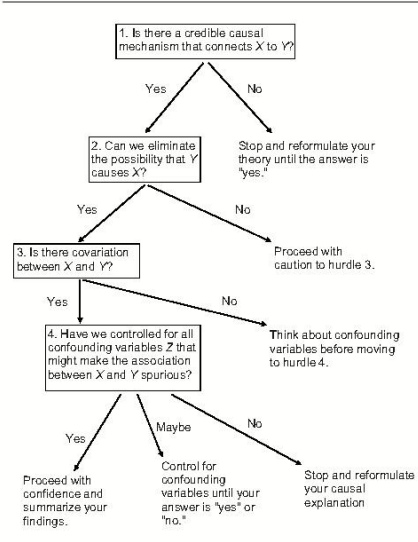 1. Is there a credible causal
mechanism that connects X to Y?
Yes
No
2. Can we eliminate
the possibility that Y
causes X?
Stop and reformulate your
theory until the answer is
"yes."
Yes
No
3. Is there covariation
between X and Y?
Proceed with
caution to hurdle 3.
Yes
No
4. Have we controlled for all
confounding variables Z that
might make the association
between X and Y spurious?
Think about confounding
variables before moving
to hurdle 4.
Yes
Maybe
No
Proceed with
confidence and
summarize your
findings.
Control for
confounding
variables until your
answer is "yes" or
"no."
Stop and reformulate
your causal
explanation